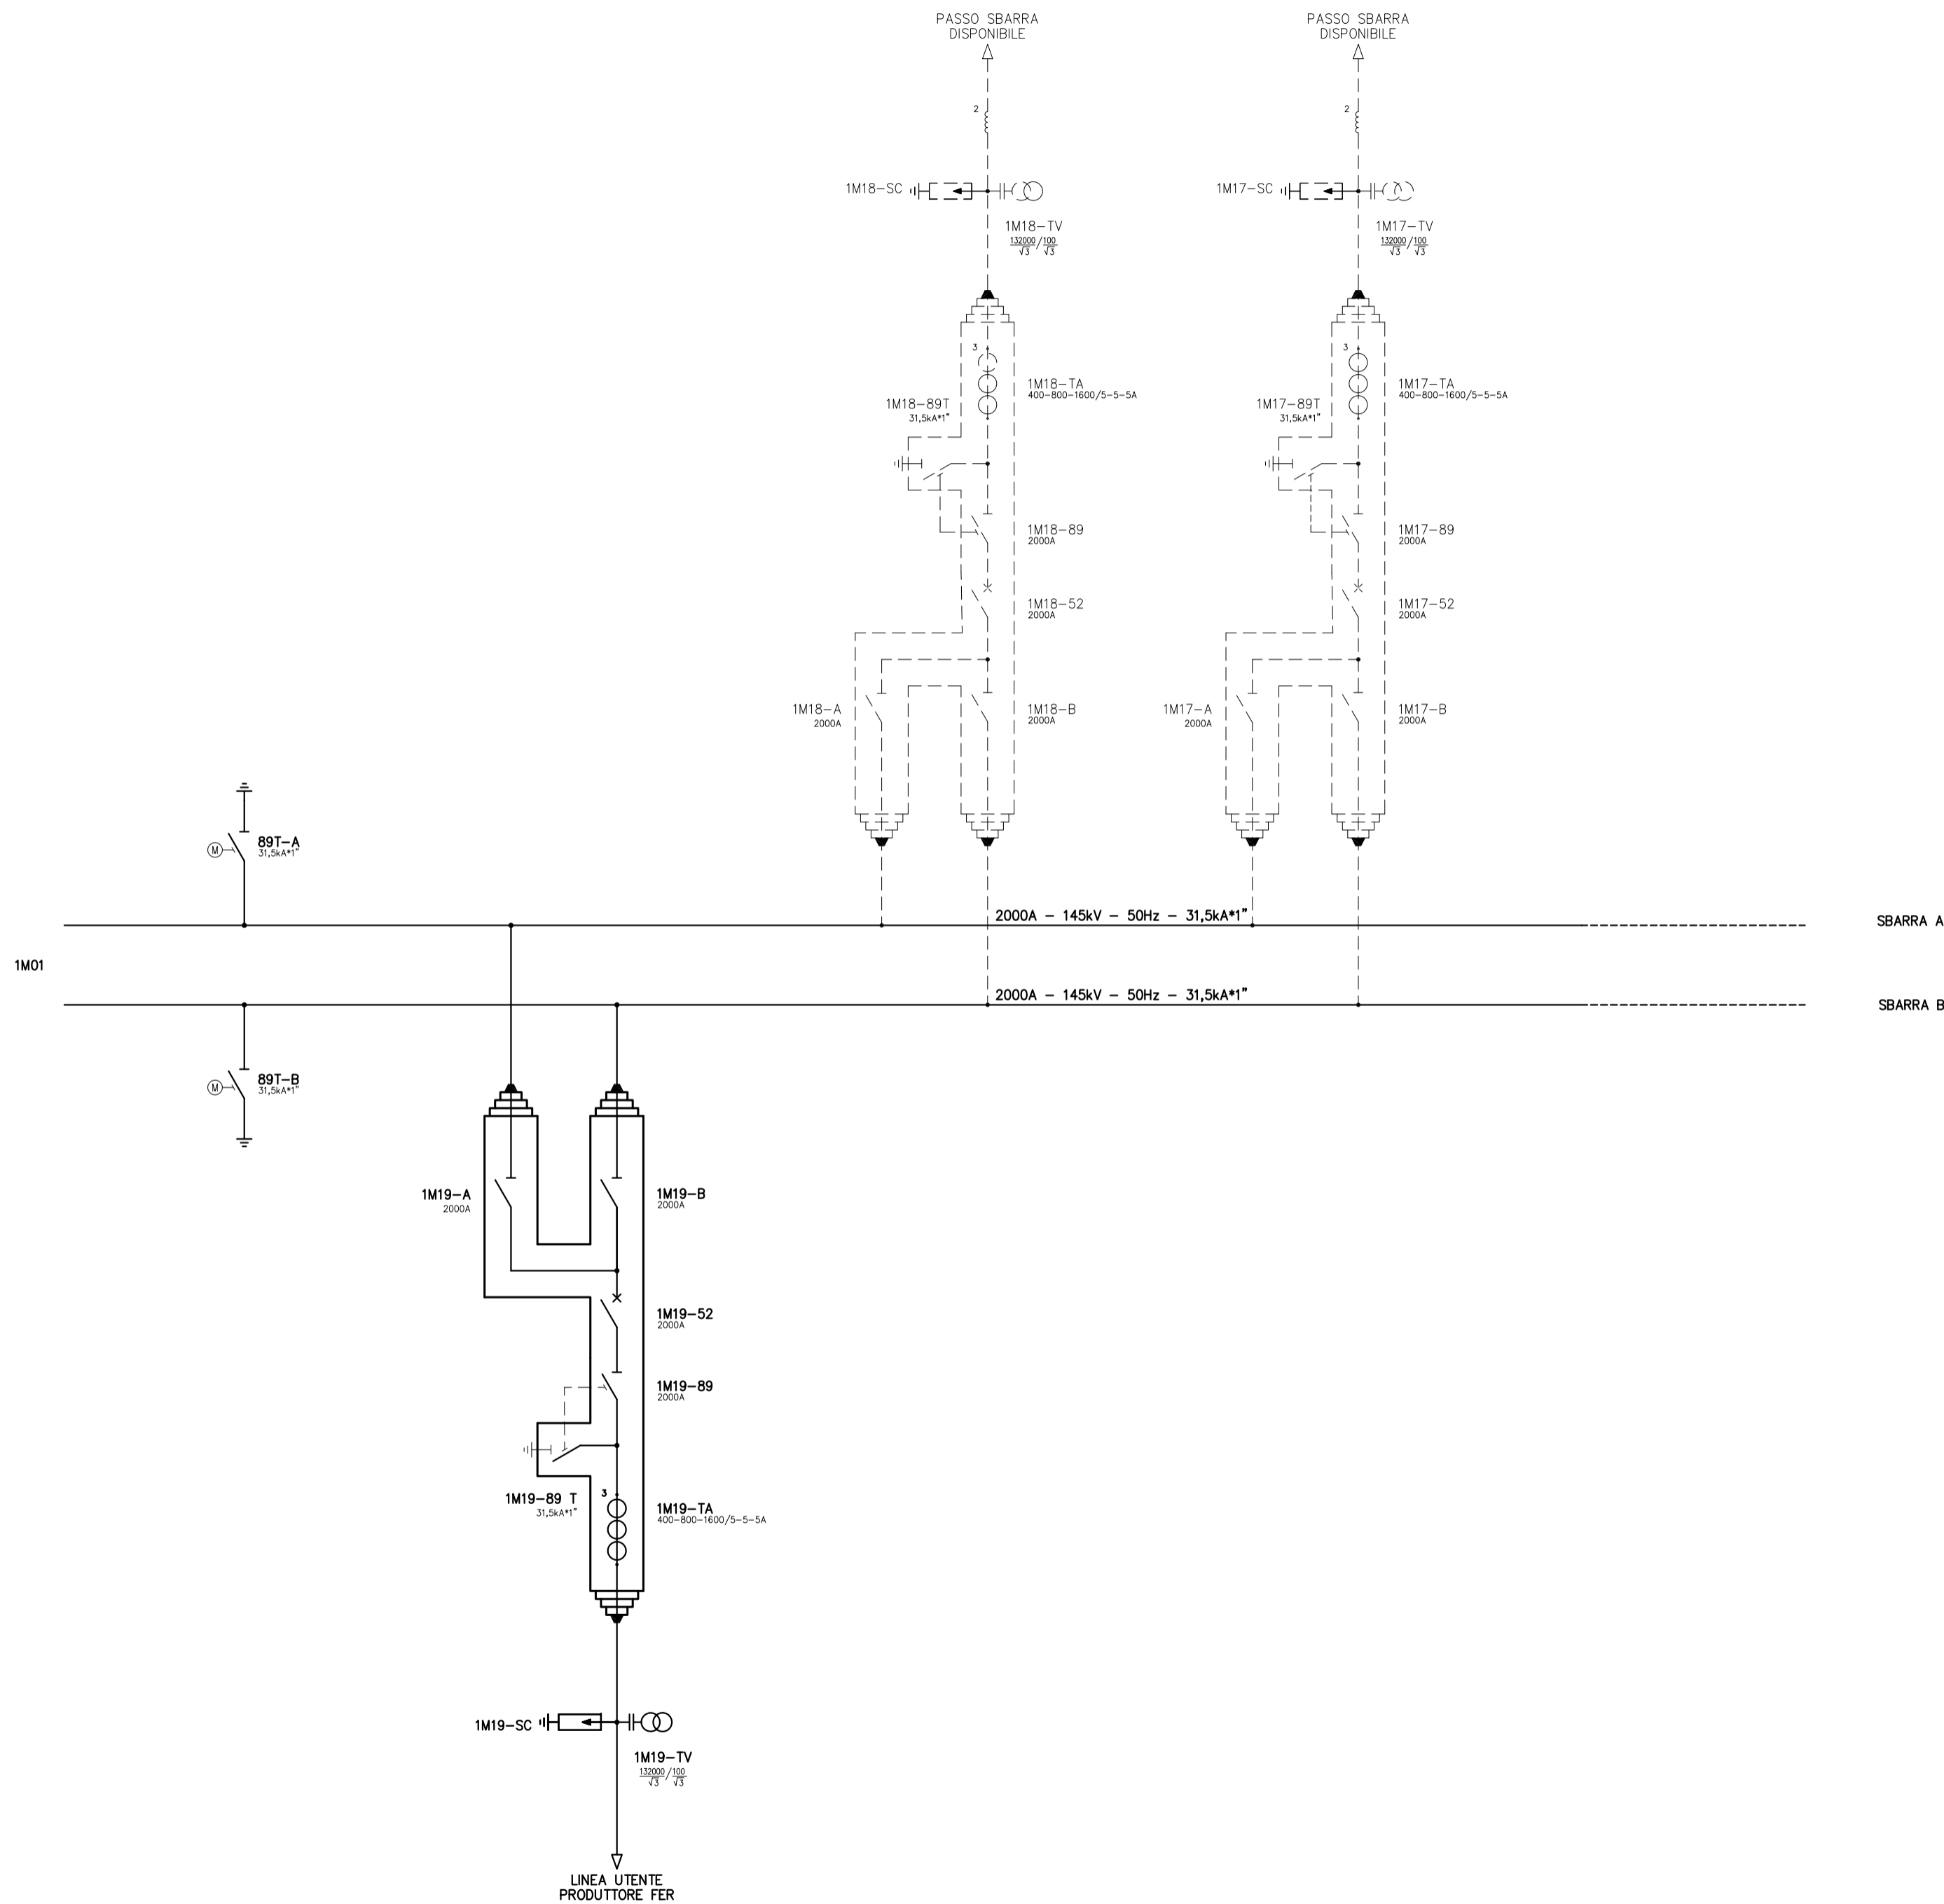 PASSO SBARRA
DISPONIBILE
PASSO SBARRA
DISPONIBILE
2
2
1M18-SC
1M17-SC
1M18-TV
132000/√3 / 100/√3
1M17-TV
132000/√3 / 100/√3
3
1M18-TA
400-800-1600/5-5-5A
1M18-89T
31,5kA*1"
3
1M17-TA
400-800-1600/5-5-5A
1M17-89T
31,5kA*1"
1M18-89
2000A
1M17-89
2000A
1M18-52
2000A
1M17-52
2000A
1M18-A
2000A
1M18-B
2000A
1M17-A
2000A
1M17-B
2000A
M
89T-A
31,5kA*1"
2000A - 145kV - 50Hz - 31,5kA*1"
SBARRA A
1M01
2000A - 145kV - 50Hz - 31,5kA*1"
SBARRA B
M
89T-B
31,5kA*1"
1M19-A
2000A
1M19-B
2000A
1M19-52
2000A
1M19-89
2000A
1M19-89 T
31,5kA*1"
3
1M19-TA
400-800-1600/5-5-5A
1M19-SC
1M19-TV
132000/√3 / 100/√3
LINEA UTENTE
PRODUTTORE FER